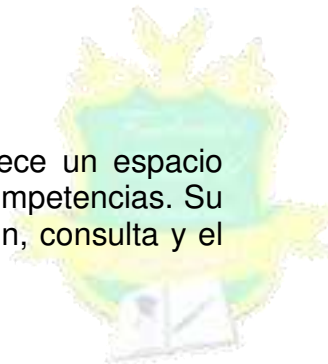 ece un espacio
mpetencias. Su
n, consulta y el